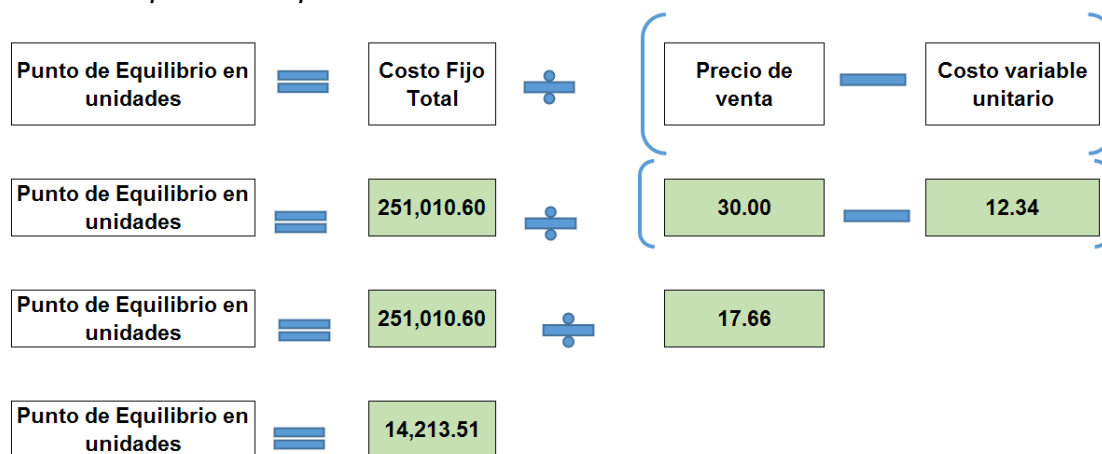 Punto de Equilibrio en unidades = Costo Fijo Total ÷ ( Precio de venta — Costo variable unitario )
Punto de Equilibrio en unidades = 251,010.60 ÷ ( 30.00 — 12.34 )
Punto de Equilibrio en unidades = 251,010.60 ÷ 17.66
Punto de Equilibrio en unidades = 14,213.51